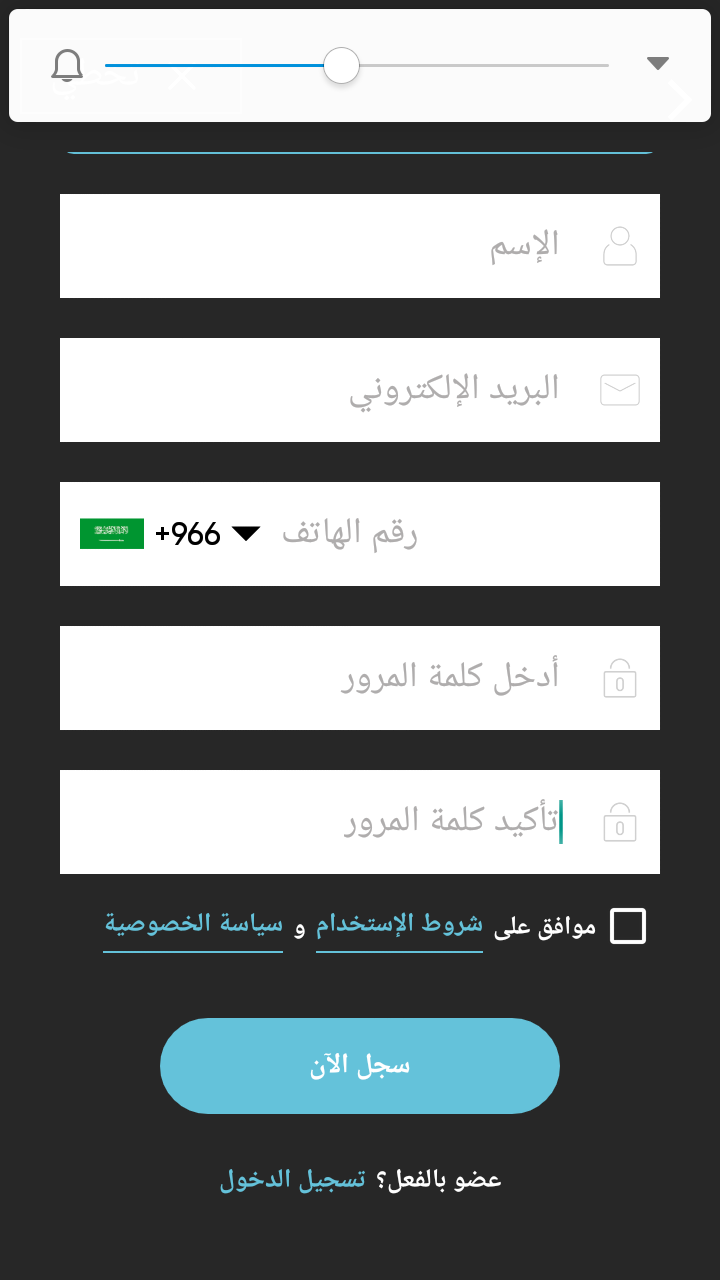 الإسم
البريد الإلكتروني
+966 رقم الهاتف
أدخل كلمة المرور
تأكيد كلمة المرور
موافق على شروط الإستخدام و سياسة الخصوصية
سجل الآن
عضو بالفعل؟ تسجيل الدخول